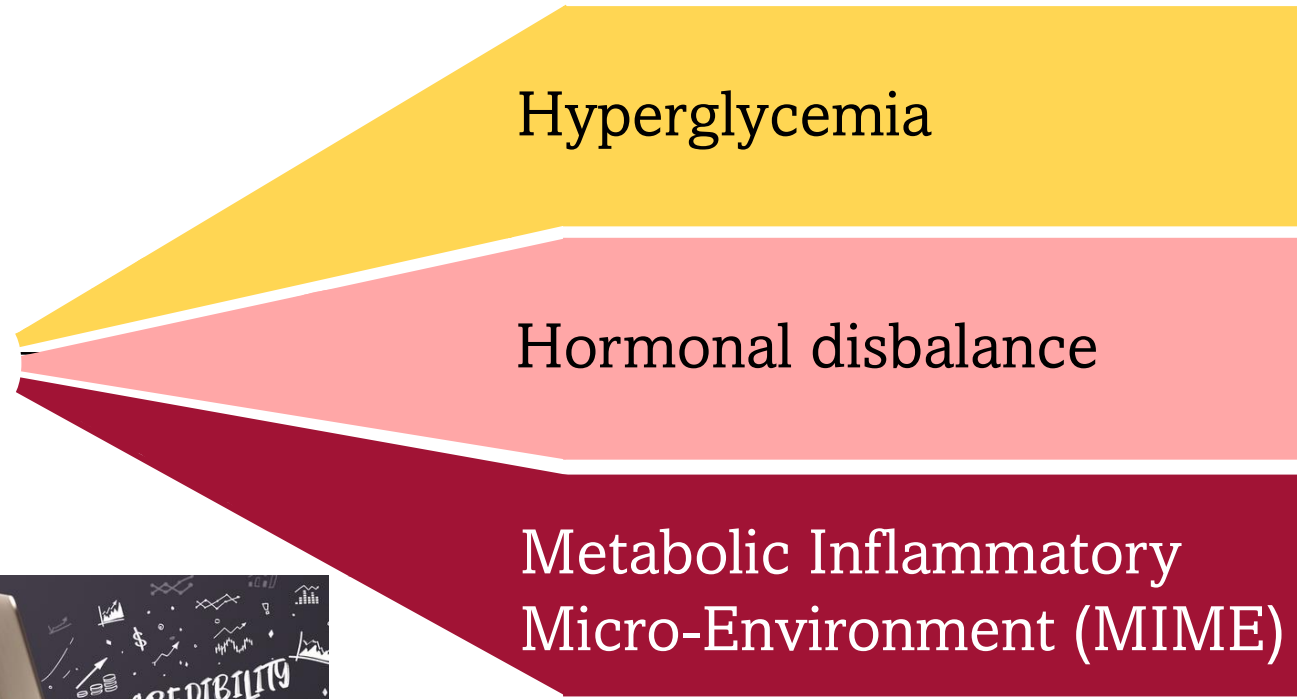 Hyperglycemia
Hormonal disbalance
Metabolic Inflammatory
Micro-Environment (MIME)
$